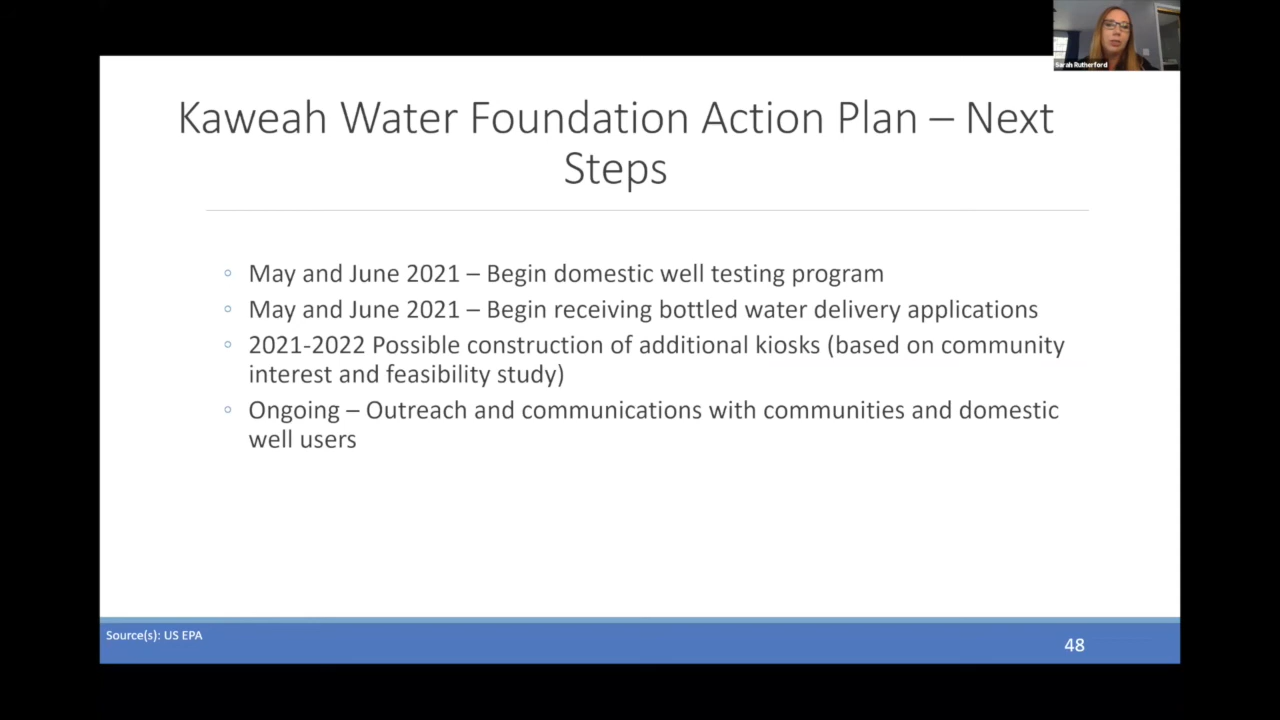 Sarah Rutherford
Kaweah Water Foundation Action Plan – Next
Steps
◦ May and June 2021 – Begin domestic well testing program
◦ May and June 2021 – Begin receiving bottled water delivery applications
◦ 2021-2022 Possible construction of additional kiosks (based on community
interest and feasibility study)
◦ Ongoing – Outreach and communications with communities and domestic
well users
Source(s): US EPA
48